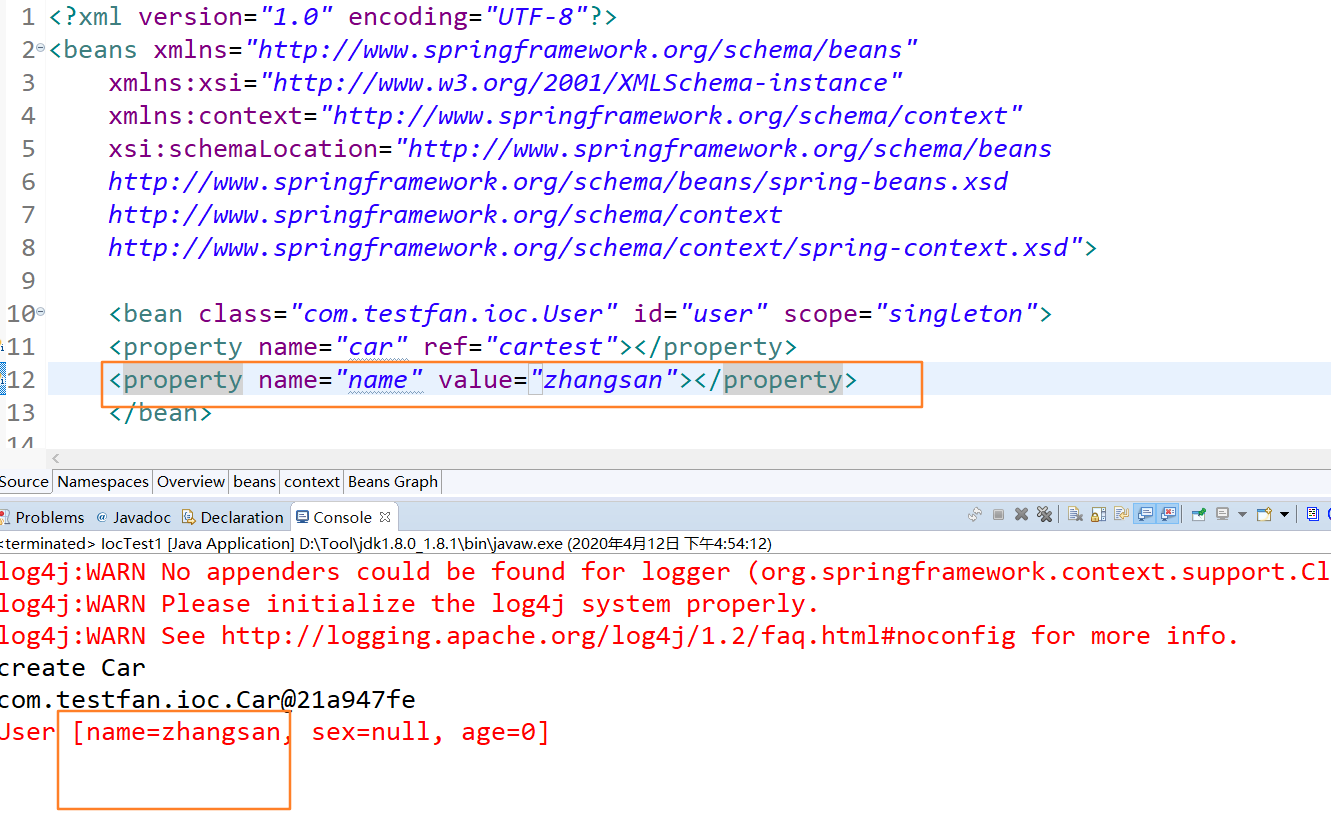 1 <?xml version="1.0" encoding="UTF-8"?>
2 <beans xmlns="http://www.springframework.org/schema/beans"
3 xmlns:xsi="http://www.w3.org/2001/XMLSchema-instance"
4 xmlns:context="http://www.springframework.org/schema/context"
5 xsi:schemaLocation="http://www.springframework.org/schema/beans
6 http://www.springframework.org/schema/beans/spring-beans.xsd
7 http://www.springframework.org/schema/context
8 http://www.springframework.org/schema/context/spring-context.xsd">
9
10 <bean class="com.testfan.ioc.User" id="user" scope="singleton">
11 <property name="car" ref="cartest"></property>
12 <property name="name" value="zhangsan"></property>
13 </bean>
14
Source Namespaces Overview beans context Beans Graph
Problems @ Javadoc Declaration Console
<terminated> IocTest1 [Java Application] D:\Tool\jdk1.8.0_1.8.1\bin\javaw.exe (2020年4月12日 下午4:54:12)
log4j:WARN No appenders could be found for logger (org.springframework.context.support.Cl
log4j:WARN Please initialize the log4j system properly.
log4j:WARN See http://logging.apache.org/log4j/1.2/faq.html#noconfig for more info.
create Car
com.testfan.ioc.Car@21a947fe
User [name=zhangsan, sex=null, age=0]